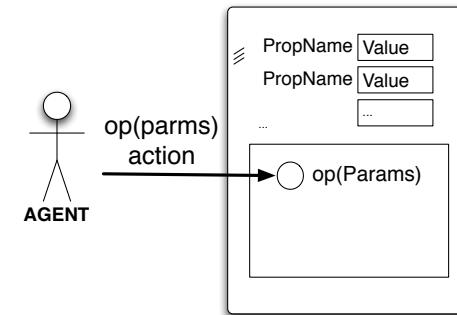 PropName Value
PropName Value
...
...
op(parms)
action
op(Params)
AGENT